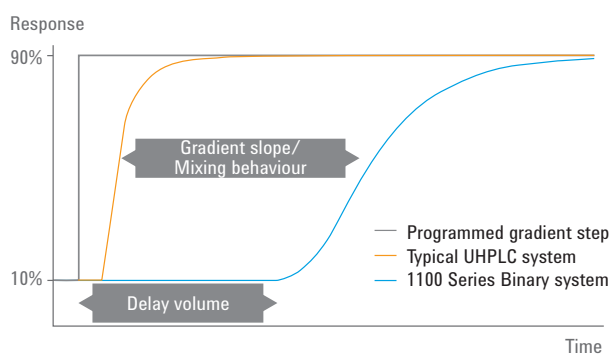 Response
90%
Gradient slope/
Mixing behaviour
Programmed gradient step
Typical UHPLC system
10%
1100 Series Binary system
Delay volume
Time